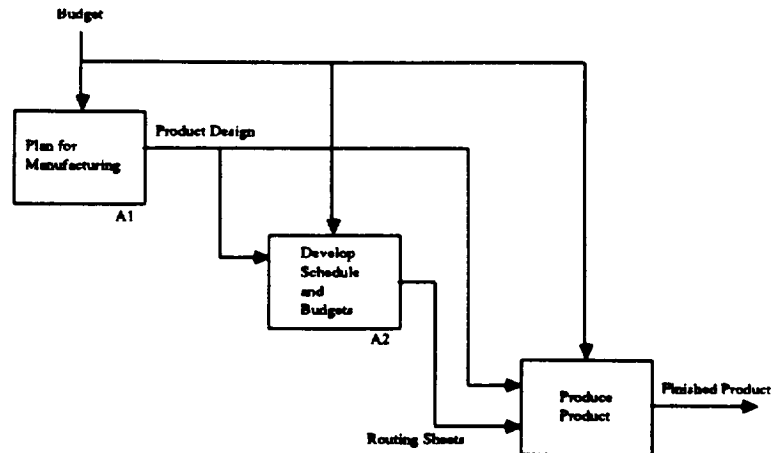 Budget
Plan for
Manufacturing
Product Design
A1
Develop
Schedule
and
Budgets
A2
Produce
Product
Finished Product
Routing Sheets